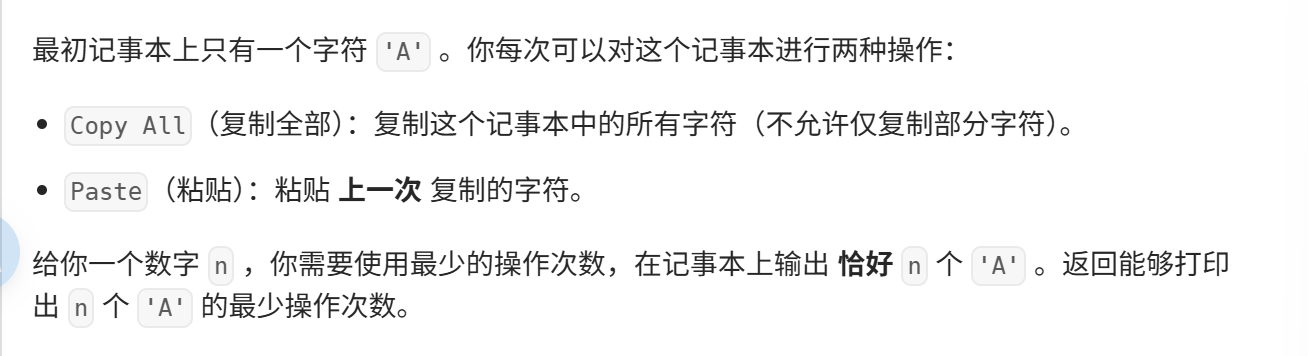 最初记事本上只有一个字符 'A' 。你每次可以对这个记事本进行两种操作：
• Copy All（复制全部）：复制这个记事本中的所有字符（不允许仅复制部分字符）。
• Paste（粘贴）：粘贴 上一次 复制的字符。
给你一个数字 n ，你需要使用最少的操作次数，在记事本上输出 恰好 n 个 'A' 。返回能够打印
出 n 个 'A' 的最少操作次数。